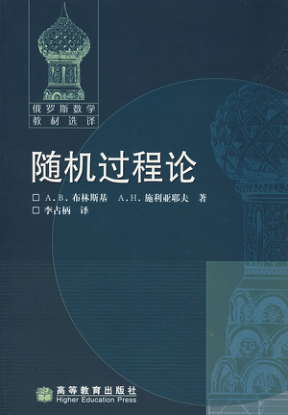 俄罗斯数学
教材选译
随机过程论
□ A.B.布林斯基 A.H.施利亚耶夫 著
□ 李占柄 译
高等教育出版社
Higher Education Press